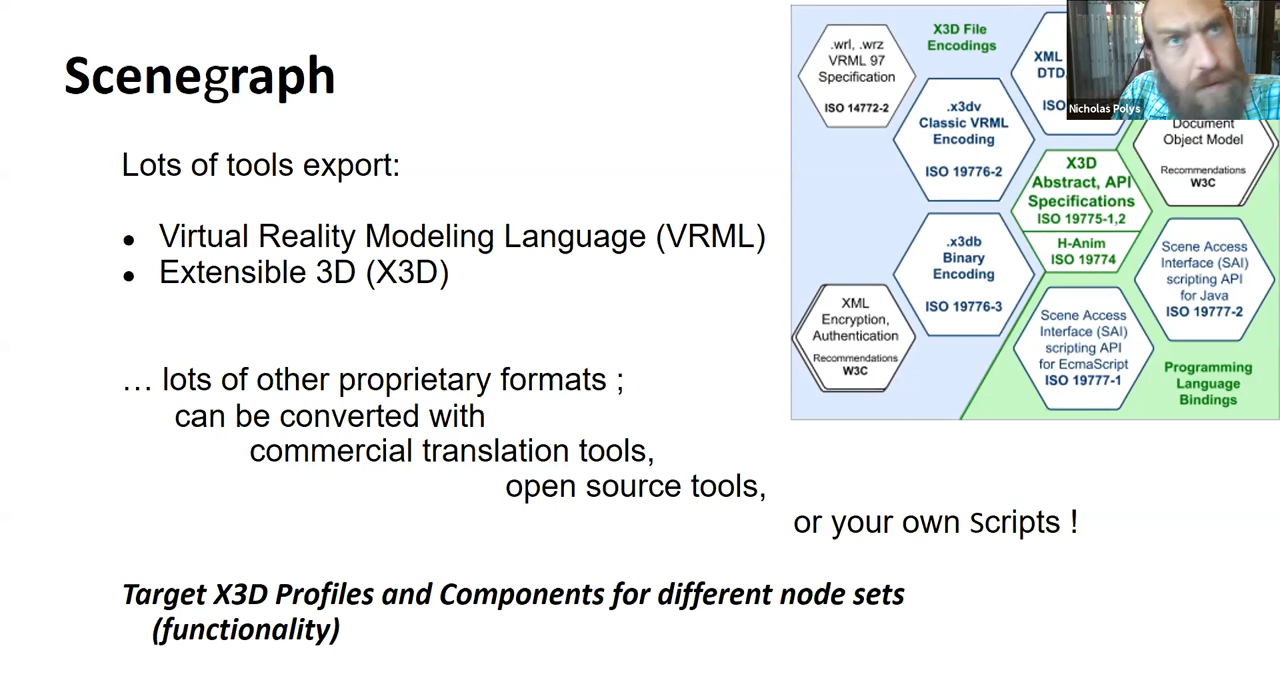 Scenegraph
Lots of tools export:
● Virtual Reality Modeling Language (VRML)
● Extensible 3D (X3D)
… lots of other proprietary formats ;
can be converted with
commercial translation tools,
open source tools,
or your own Scripts !
Target X3D Profiles and Components for different node sets
(functionality)
.wrl, .wrz
VRML 97
Specification
ISO 14772-2
X3D File
Encodings
.x3dv
Classic VRML
Encoding
ISO 19776-2
XML
DTD,
ISO
Nicholas Polys
Document
Object Model
Recommendations
W3C
X3D
Abstract, API
Specifications
ISO 19775-1,2
H-Anim
ISO 19774
.x3db
Binary
Encoding
ISO 19776-3
Scene Access
Interface (SAI)
scripting API
for Java
ISO 19777-2
XML
Encryption,
Authentication
Recommendations
W3C
Scene Access
Interface (SAI)
scripting API
for EcmaScript
ISO 19777-1
Programming
Language
Bindings